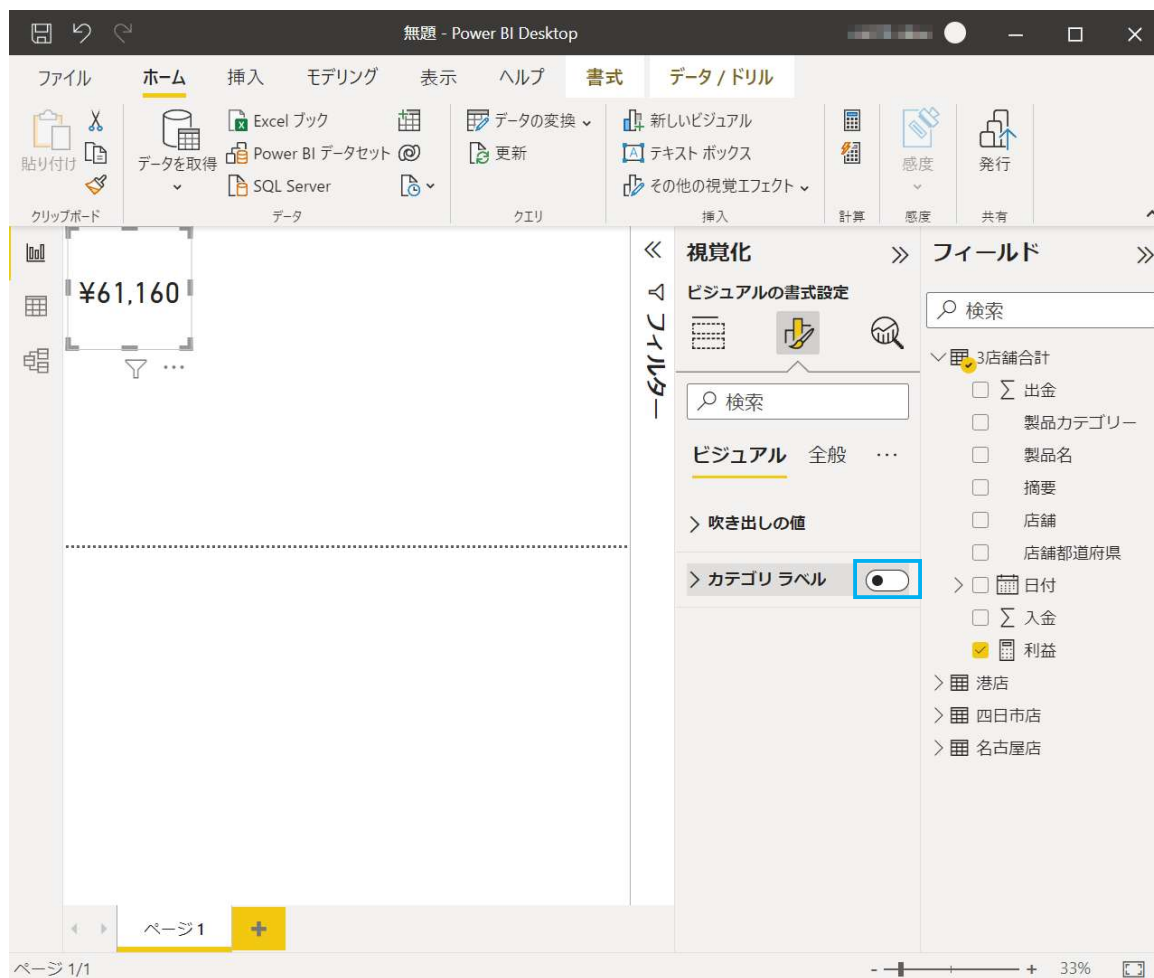 無題 - Power BI Desktop
ファイル ホーム 挿入 モデリング 表示 ヘルプ 書式 データ / ドリル
貼り付け
クリップボード
データを取得
Excel ブック
Power BI データセット
SQL Server
データ
データの変換
更新
クエリ
新しいビジュアル
テキスト ボックス
その他の視覚エフェクト
挿入
計算
感度
感度
発行
共有
¥61,160
フィルター
視覚化
ビジュアルの書式設定
検索
ビジュアル 全般 ...
吹き出しの値
カテゴリ ラベル
フィールド
検索
3店舗合計
∑ 出金
製品カテゴリー
製品名
摘要
店舗
店舗都道府県
日付
∑ 入金
利益
港店
四日市店
名古屋店
ページ 1
+
ページ 1/1
- + 33%